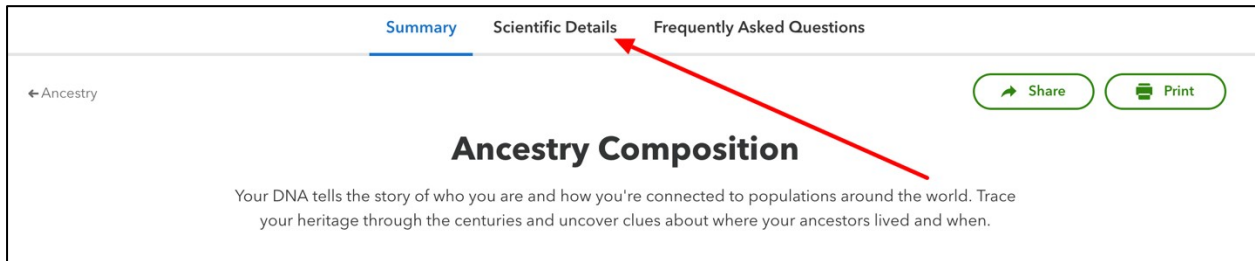 Summary Scientific Details Frequently Asked Questions
←Ancestry Share Print
Ancestry Composition
Your DNA tells the story of who you are and how you're connected to populations around the world. Trace
your heritage through the centuries and uncover clues about where your ancestors lived and when.